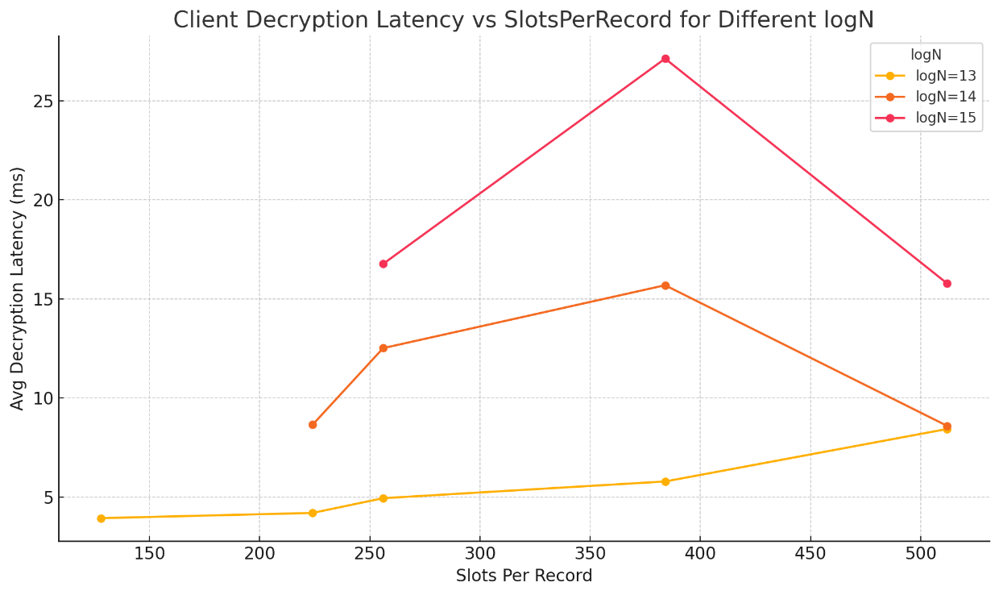 Client Decryption Latency vs SlotsPerRecord for Different logN
logN
logN=13
logN=14
logN=15
Avg Decryption Latency (ms)
25
20
15
10
5
150 200 250 300 350 400 450 500
Slots Per Record